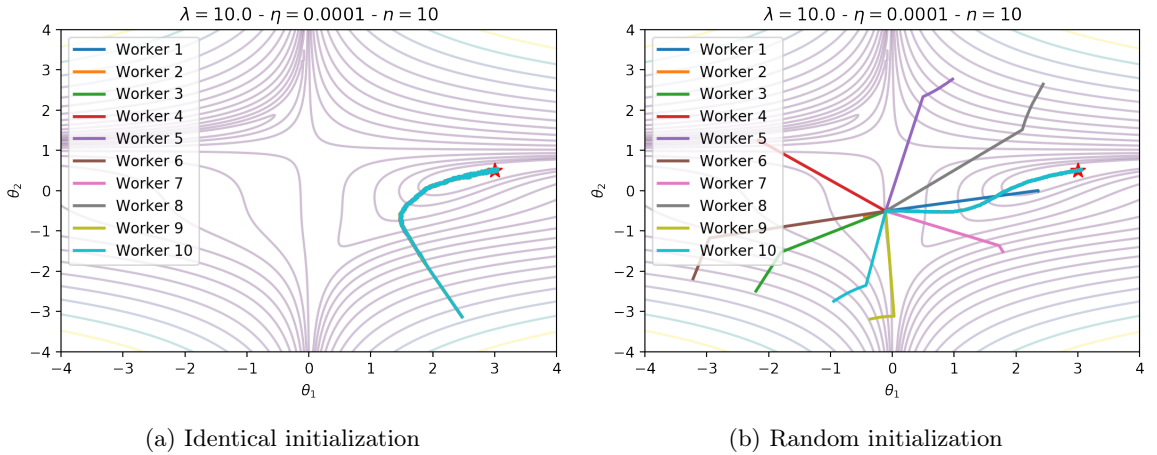 λ = 10.0 - η = 0.0001 - n = 10
4
3
2
1
0
−1
−2
−3
−4
θ2
Worker 1
Worker 2
Worker 3
Worker 4
Worker 5
Worker 6
Worker 7
Worker 8
Worker 9
Worker 10
−4 −3 −2 −1 0 1 2 3 4
θ1
(a) Identical initialization
λ = 10.0 - η = 0.0001 - n = 10
4
3
2
1
0
−1
−2
−3
−4
θ2
Worker 1
Worker 2
Worker 3
Worker 4
Worker 5
Worker 6
Worker 7
Worker 8
Worker 9
Worker 10
−4 −3 −2 −1 0 1 2 3 4
θ1
(b) Random initialization